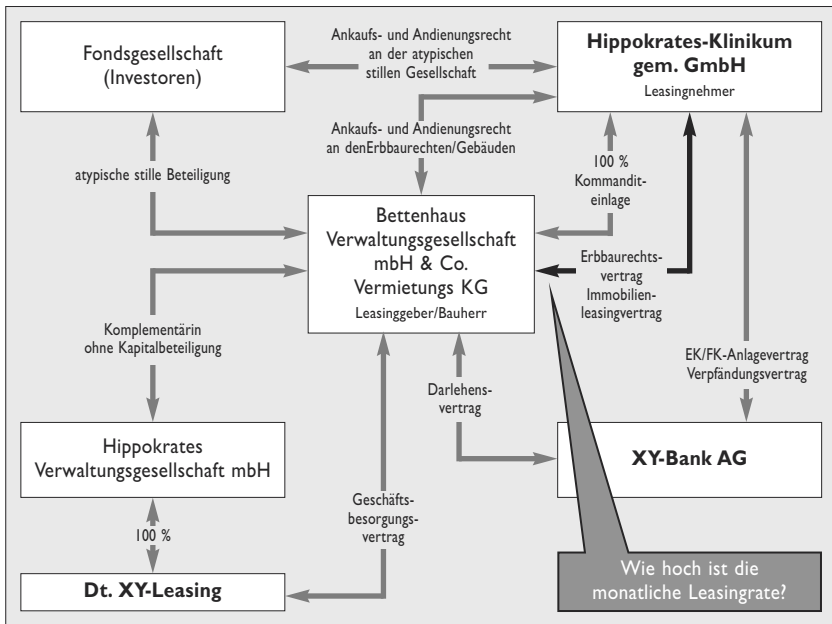 Fondsgesellschaft
(Investoren)
Ankaufs- und Andienungsrecht
an der atypischen
stillen Gesellschaft
Hippokrates-Klinikum
gem. GmbH
Leasingnehmer
Ankaufs- und Andienungsrecht
an denErbbaurechten/Gebäuden
atypische stille Beteiligung
100 %
Kommandit-
einlage
Bettenhaus
Verwaltungsgesellschaft
mbH & Co.
Vermietungs KG
Leasinggeber/Bauherr
Erbbaurechts-
vertrag
Immobilien-
leasingvertrag
Komplementärin
ohne Kapitalbeteiligung
EK/FK-Anlagevertrag
Verpfändungsvertrag
Darlehens-
vertrag
Hippokrates
Verwaltungsgesellschaft mbH
XY-Bank AG
Geschäfts-
besorgungs-
vertrag
100 %
Dt. XY-Leasing
Wie hoch ist die
monatliche Leasingrate?